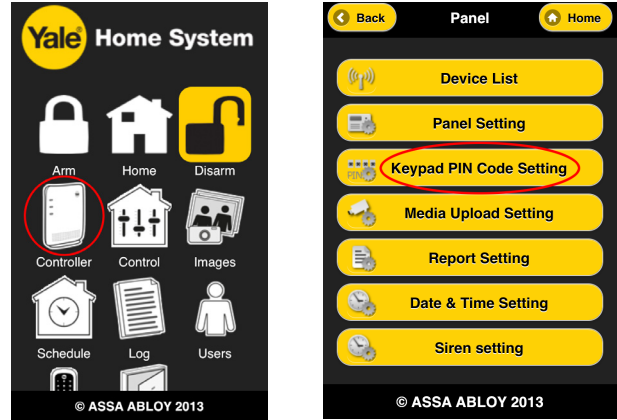 Yale Home System
Arm Home Disarm
Controller Control Images
Schedule Log Users
© ASSA ABLOY 2013
Back Panel Home
Device List
Panel Setting
PIN Keypad PIN Code Setting
Media Upload Setting
Report Setting
Date & Time Setting
Siren setting
© ASSA ABLOY 2013